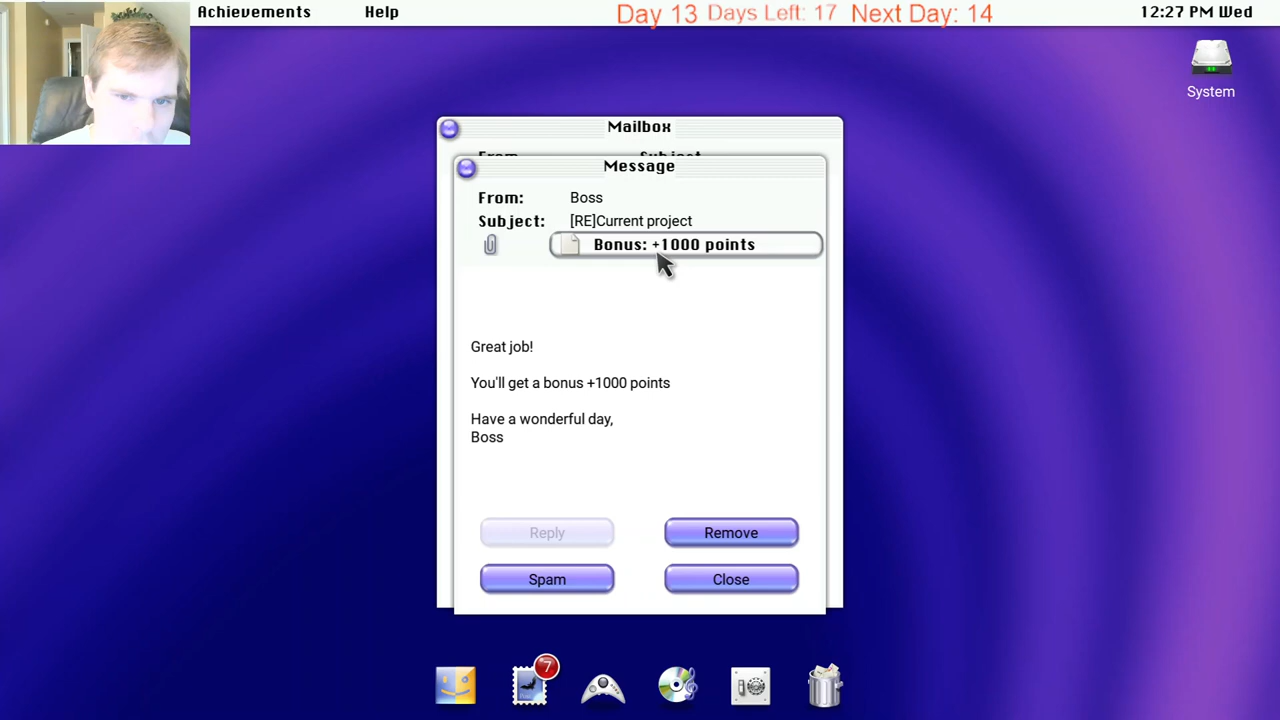 Achievements Help Day 13 Days Left: 17 Next Day: 14 12:27 PM Wed
System
Mailbox
Message
From: Boss
Subject: [RE]Current project
Bonus: +1000 points
Great job!
You'll get a bonus +1000 points
Have a wonderful day,
Boss
Reply Remove
Spam Close
7